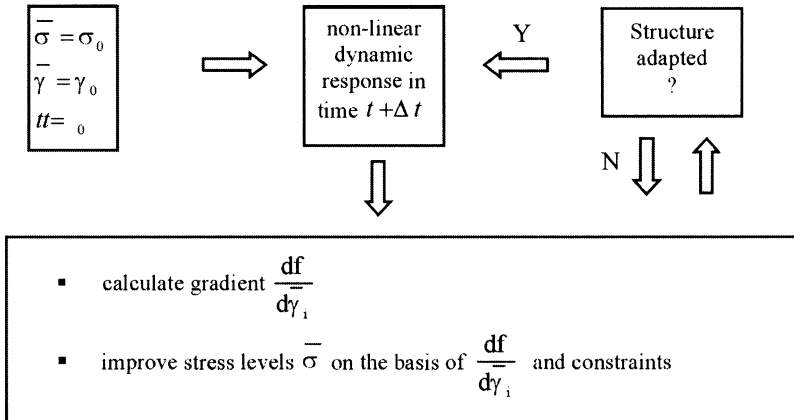 σ̅ = σ₀
γ̅ = γ₀
tt= ₀
non-linear
dynamic
response in
time t + Δ t
Y
Structure
adapted
?
N
▪ calculate gradient df/dγ̅ᵢ
▪ improve stress levels σ̅ on the basis of df/dγ̅ᵢ and constraints